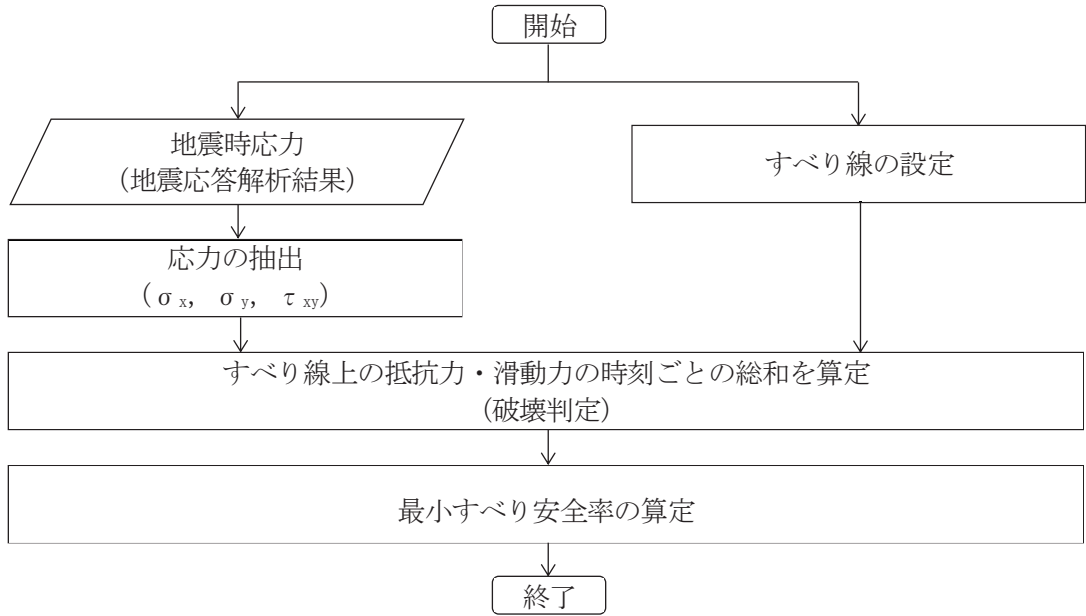 開始
地震時応力
(地震応答解析結果)
すべり線の設定
応力の抽出
(σx, σy, τxy)
すべり線上の抵抗力・滑動力の時刻ごとの総和を算定
(破壊判定)
最小すべり安全率の算定
終了